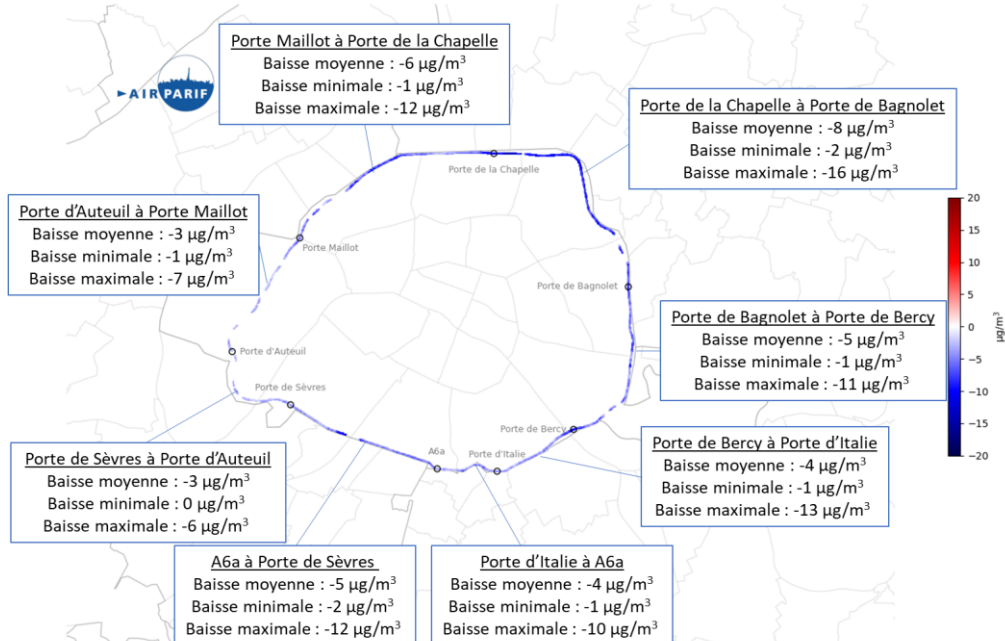 Porte Maillot à Porte de la Chapelle
Baisse moyenne : -6 µg/m³
Baisse minimale : -1 µg/m³
Baisse maximale : -12 µg/m³
AIRPARIF
Porte de la Chapelle à Porte de Bagnolet
Baisse moyenne : -8 µg/m³
Baisse minimale : -2 µg/m³
Baisse maximale : -16 µg/m³
Porte de la Chapelle
Porte d'Auteuil à Porte Maillot
Baisse moyenne : -3 µg/m³
Baisse minimale : -1 µg/m³
Baisse maximale : -7 µg/m³
Porte Maillot
Porte de Bagnolet
20
15
10
5
0
−5
−10
−15
−20
µg/m³
Porte de Bagnolet à Porte de Bercy
Baisse moyenne : -5 µg/m³
Baisse minimale : -1 µg/m³
Baisse maximale : -11 µg/m³
Porte d'Auteuil
Porte de Sèvres
Porte de Bercy
A6a
Porte d'Italie
Porte de Bercy à Porte d'Italie
Baisse moyenne : -4 µg/m³
Baisse minimale : -1 µg/m³
Baisse maximale : -13 µg/m³
Porte de Sèvres à Porte d'Auteuil
Baisse moyenne : -3 µg/m³
Baisse minimale : 0 µg/m³
Baisse maximale : -6 µg/m³
A6a à Porte de Sèvres
Baisse moyenne : -5 µg/m³
Baisse minimale : -2 µg/m³
Baisse maximale : -12 µg/m³
Porte d'Italie à A6a
Baisse moyenne : -4 µg/m³
Baisse minimale : -1 µg/m³
Baisse maximale : -10 µg/m³